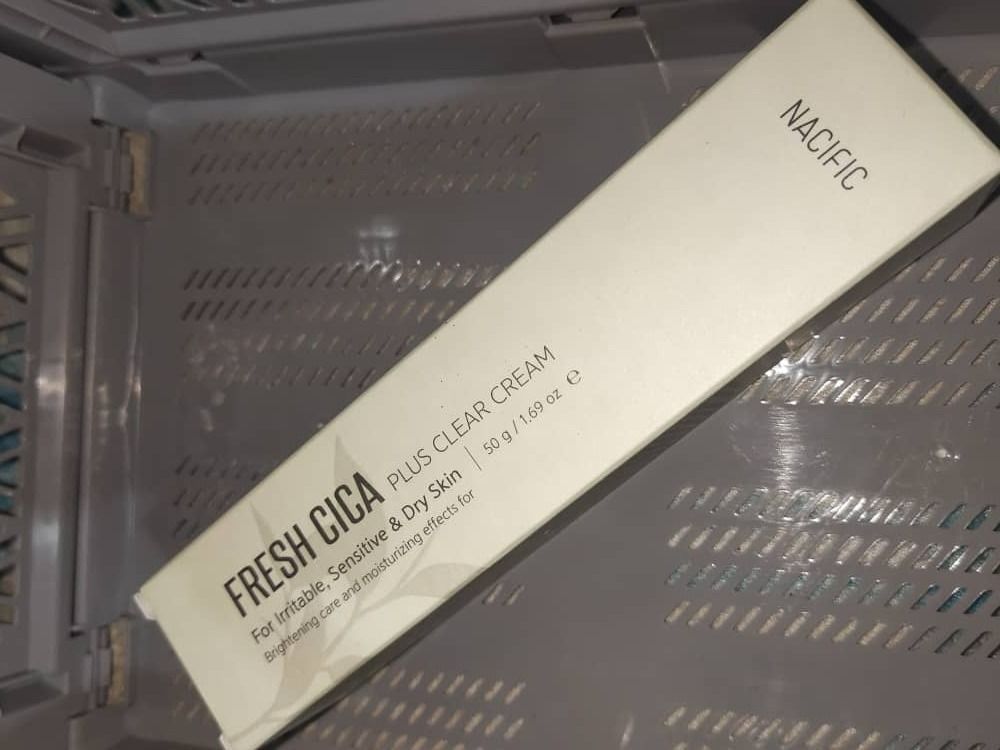 NACIFIC
FRESH CICA PLUS CLEAR CREAM
For Irritable, Sensitive & Dry Skin | 50 g / 1.69 oz ℮
Brightening care and moisturizing effects for